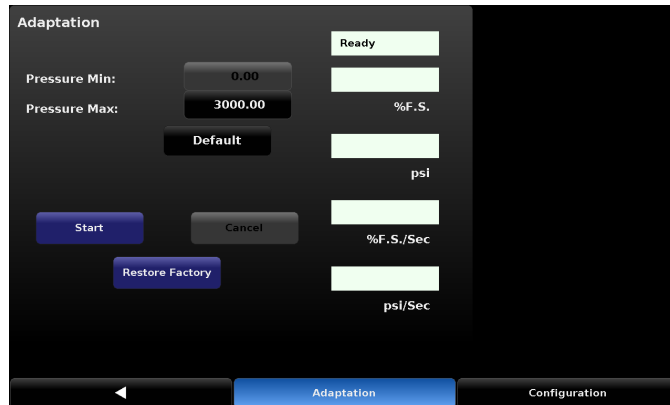 Adaptation
Ready
Pressure Min: 0.00
Pressure Max: 3000.00
%F.S.
Default
psi
Start Cancel
%F.S./Sec
Restore Factory
psi/Sec
Adaptation Configuration